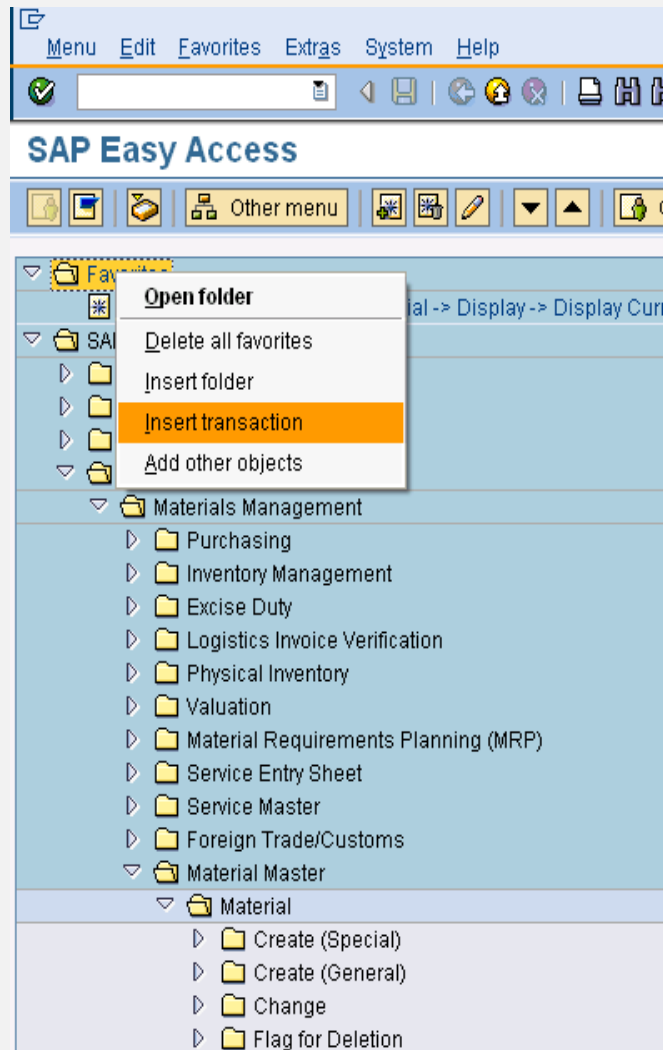 Menu Edit Favorites Extras System Help
SAP Easy Access
Other menu
Open folder
-> Display -> Display
Delete all favorites
Insert folder
Insert transaction
Add other objects
Materials Management
Purchasing
Inventory Management
Excise Duty
Logistics Invoice Verification
Physical Inventory
Valuation
Material Requirements Planning (MRP)
Service Entry Sheet
Service Master
Foreign Trade/Customs
Material Master
Material
Create (Special)
Create (General)
Change
Flag for Deletion